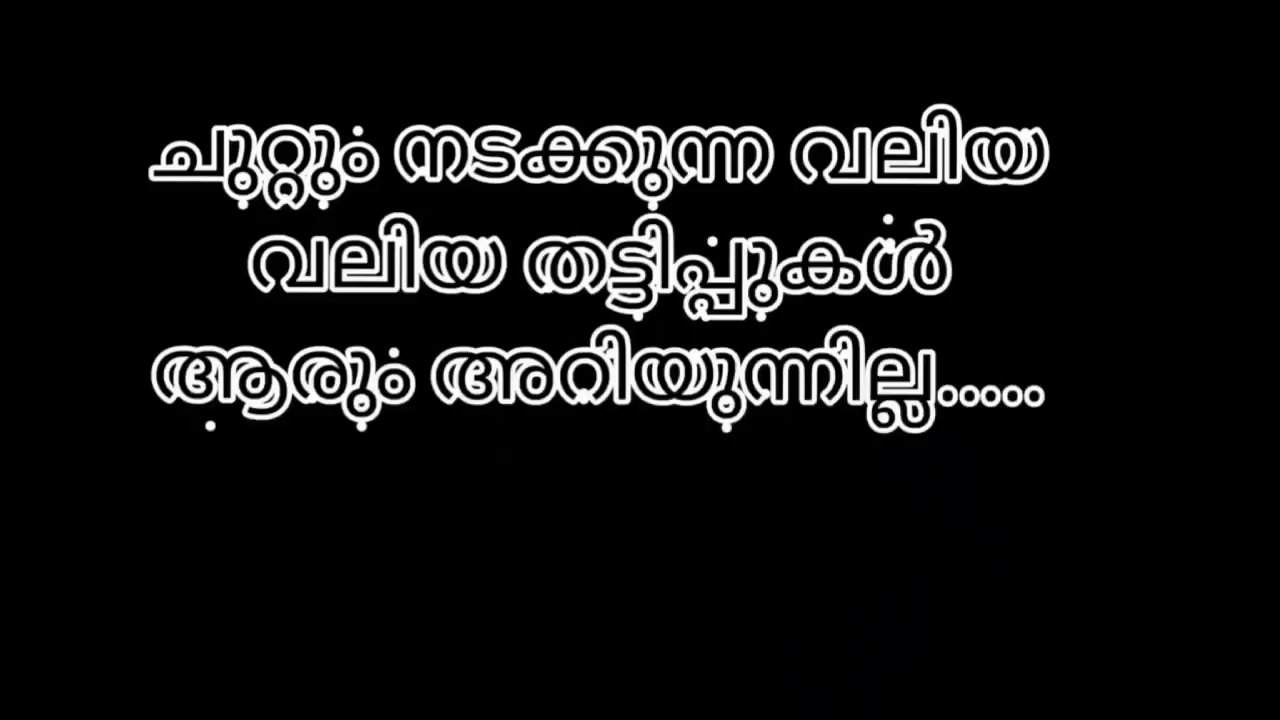 ചുറ്റും നടക്കുന്ന വലിയ
വലിയ തട്ടിപ്പുകൾ
ആരും അറിയുന്നില്ല.....